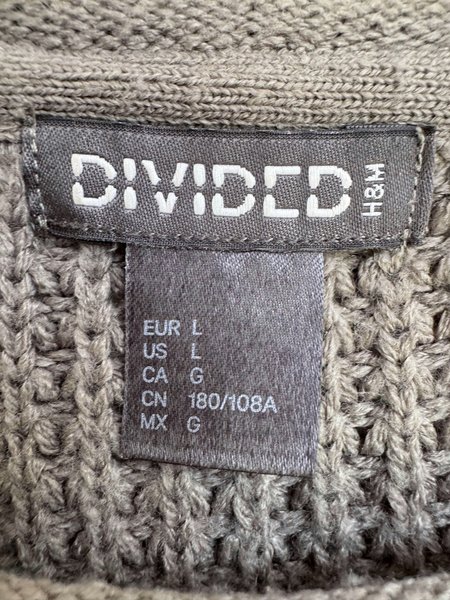 DIVIDED
H&M
EUR L
US L
CA G
CN 180/108A
MX G